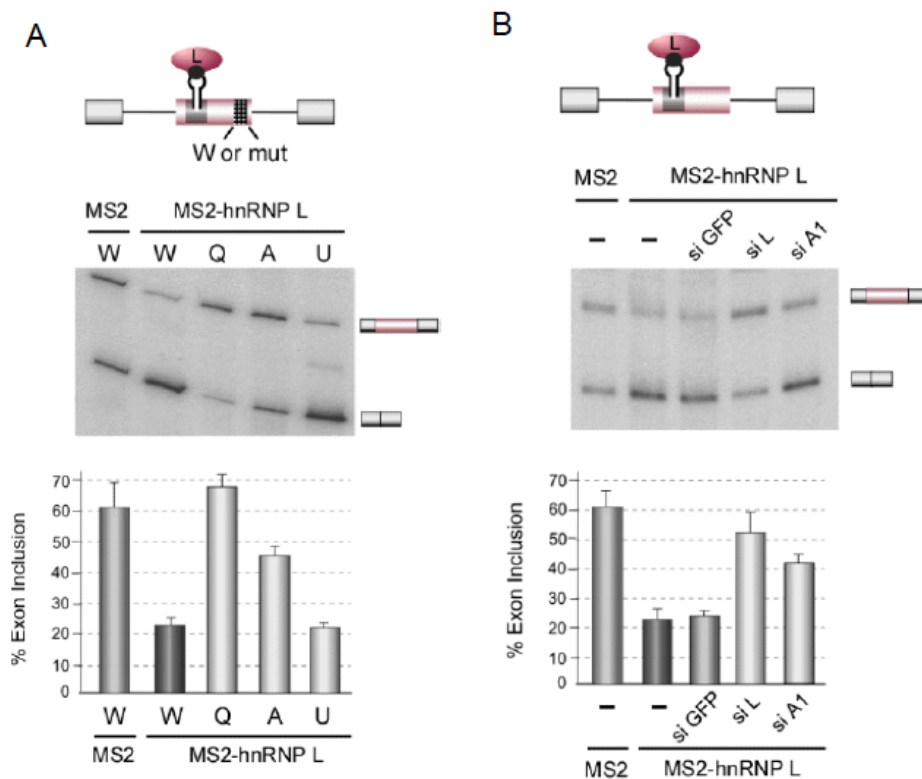 A
L
W or mut
MS2 MS2-hnRNP L
W W Q A U
% Exon Inclusion
70
60
50
40
30
20
10
0
W W Q A U
MS2 MS2-hnRNP L
B
L
MS2 MS2-hnRNP L
– – si GFP si L si A1
% Exon Inclusion
70
60
50
40
30
20
10
0
– – si GFP si L si A1
MS2 MS2-hnRNP L